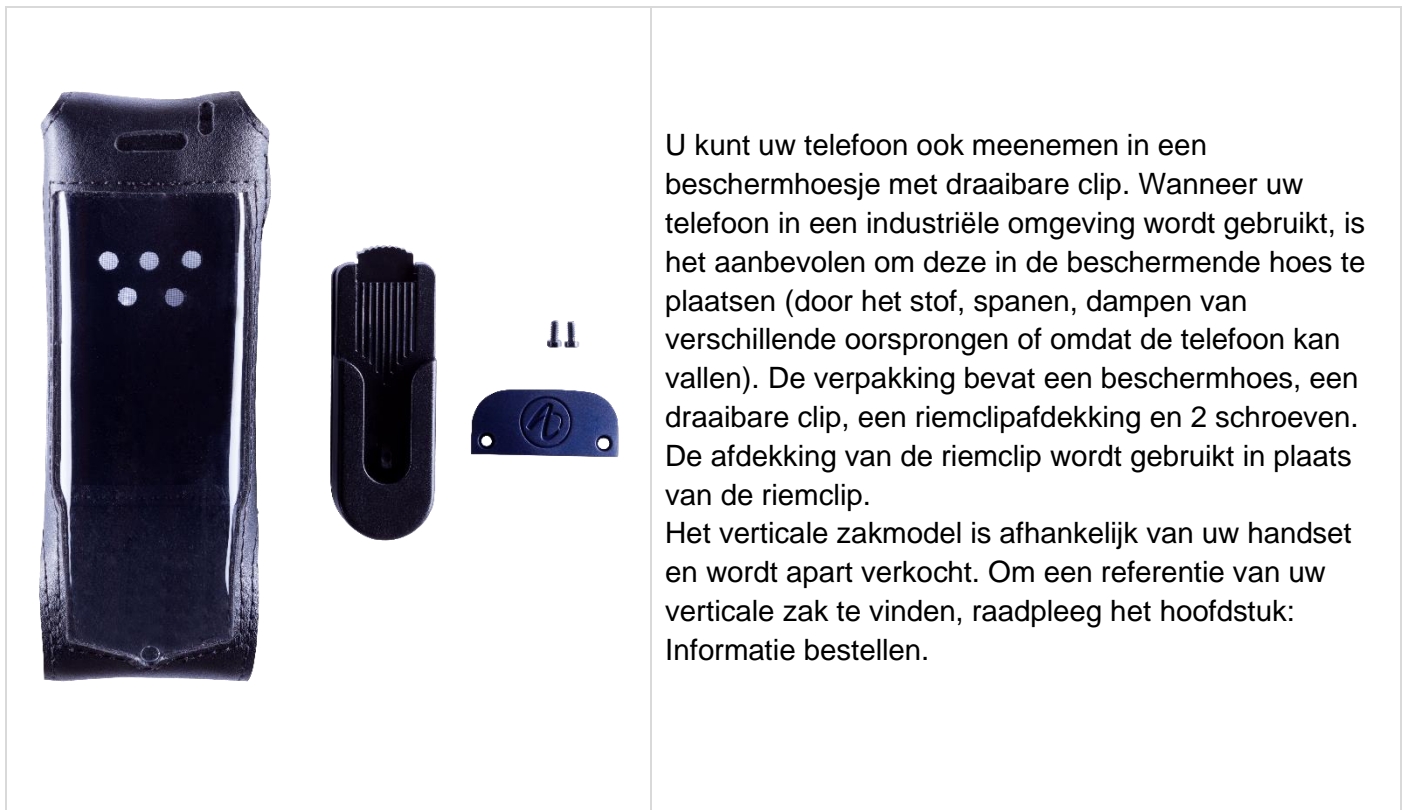 U kunt uw telefoon ook meenemen in een
beschermhoesje met draaibare clip. Wanneer uw
telefoon in een industriële omgeving wordt gebruikt, is
het aanbevolen om deze in de beschermende hoes te
plaatsen (door het stof, spanen, dampen van
verschillende oorsprongen of omdat de telefoon kan
vallen). De verpakking bevat een beschermhoes, een
draaibare clip, een riemclipafdekking en 2 schroeven.
De afdekking van de riemclip wordt gebruikt in plaats
van de riemclip.
Het verticale zakmodel is afhankelijk van uw handset
en wordt apart verkocht. Om een referentie van uw
verticale zak te vinden, raadpleeg het hoofdstuk:
Informatie bestellen.